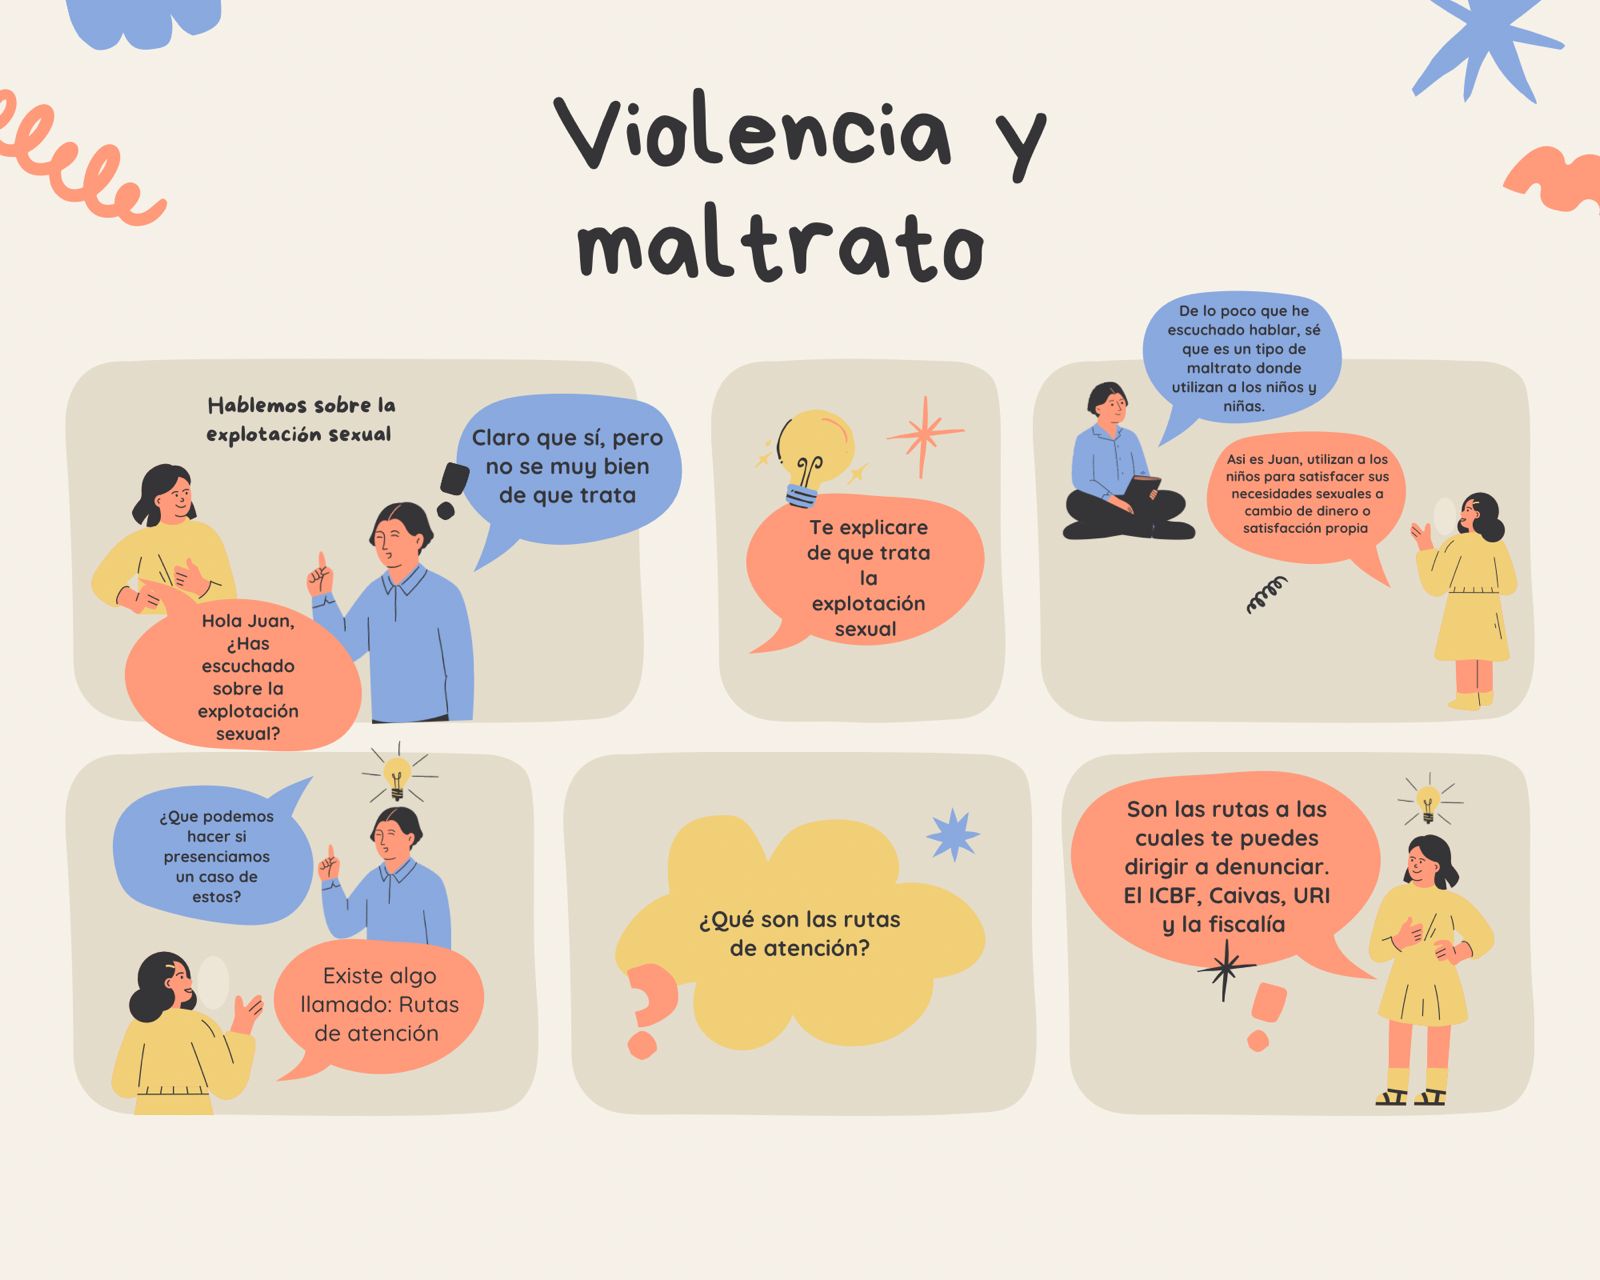 Violencia y
maltrato
Hablemos sobre la
explotación sexual
Hola Juan,
¿Has
escuchado
sobre la
explotación
sexual?
Claro que sí, pero
no se muy bien
de que trata
Te explicare
de que trata
la
explotación
sexual
De lo poco que he
escuchado hablar, sé
que es un tipo de
maltrato donde
utilizan a los niños y
niñas.
Asi es Juan, utilizan a los
niños para satisfacer sus
necesidades sexuales a
cambio de dinero o
satisfacción propia
¿Que podemos
hacer si
presenciamos
un caso de
estos?
Existe algo
llamado: Rutas
de atención
¿Qué son las rutas
de atención?
Son las rutas a las
cuales te puedes
dirigir a denunciar.
El ICBF, Caivas, URI
y la fiscalía